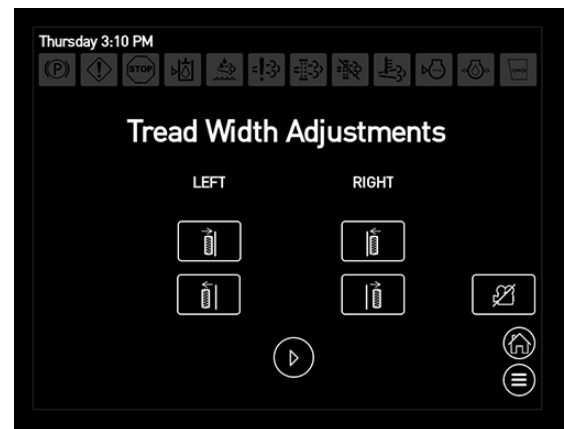 Thursday 3:10 PM
(P)
STOP
Tread Width Adjustments
LEFT RIGHT